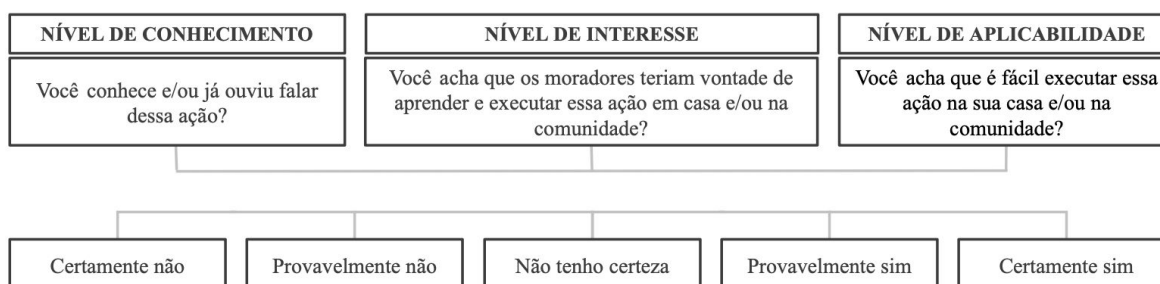 NÍVEL DE CONHECIMENTO
NÍVEL DE INTERESSE
NÍVEL DE APLICABILIDADE
Você conhece e/ou já ouviu falar
dessa ação?
Você acha que os moradores teriam vontade de
aprender e executar essa ação em casa e/ou na
comunidade?
Você acha que é fácil executar essa
ação na sua casa e/ou na
comunidade?
Certamente não
Provavelmente não
Não tenho certeza
Provavelmente sim
Certamente sim